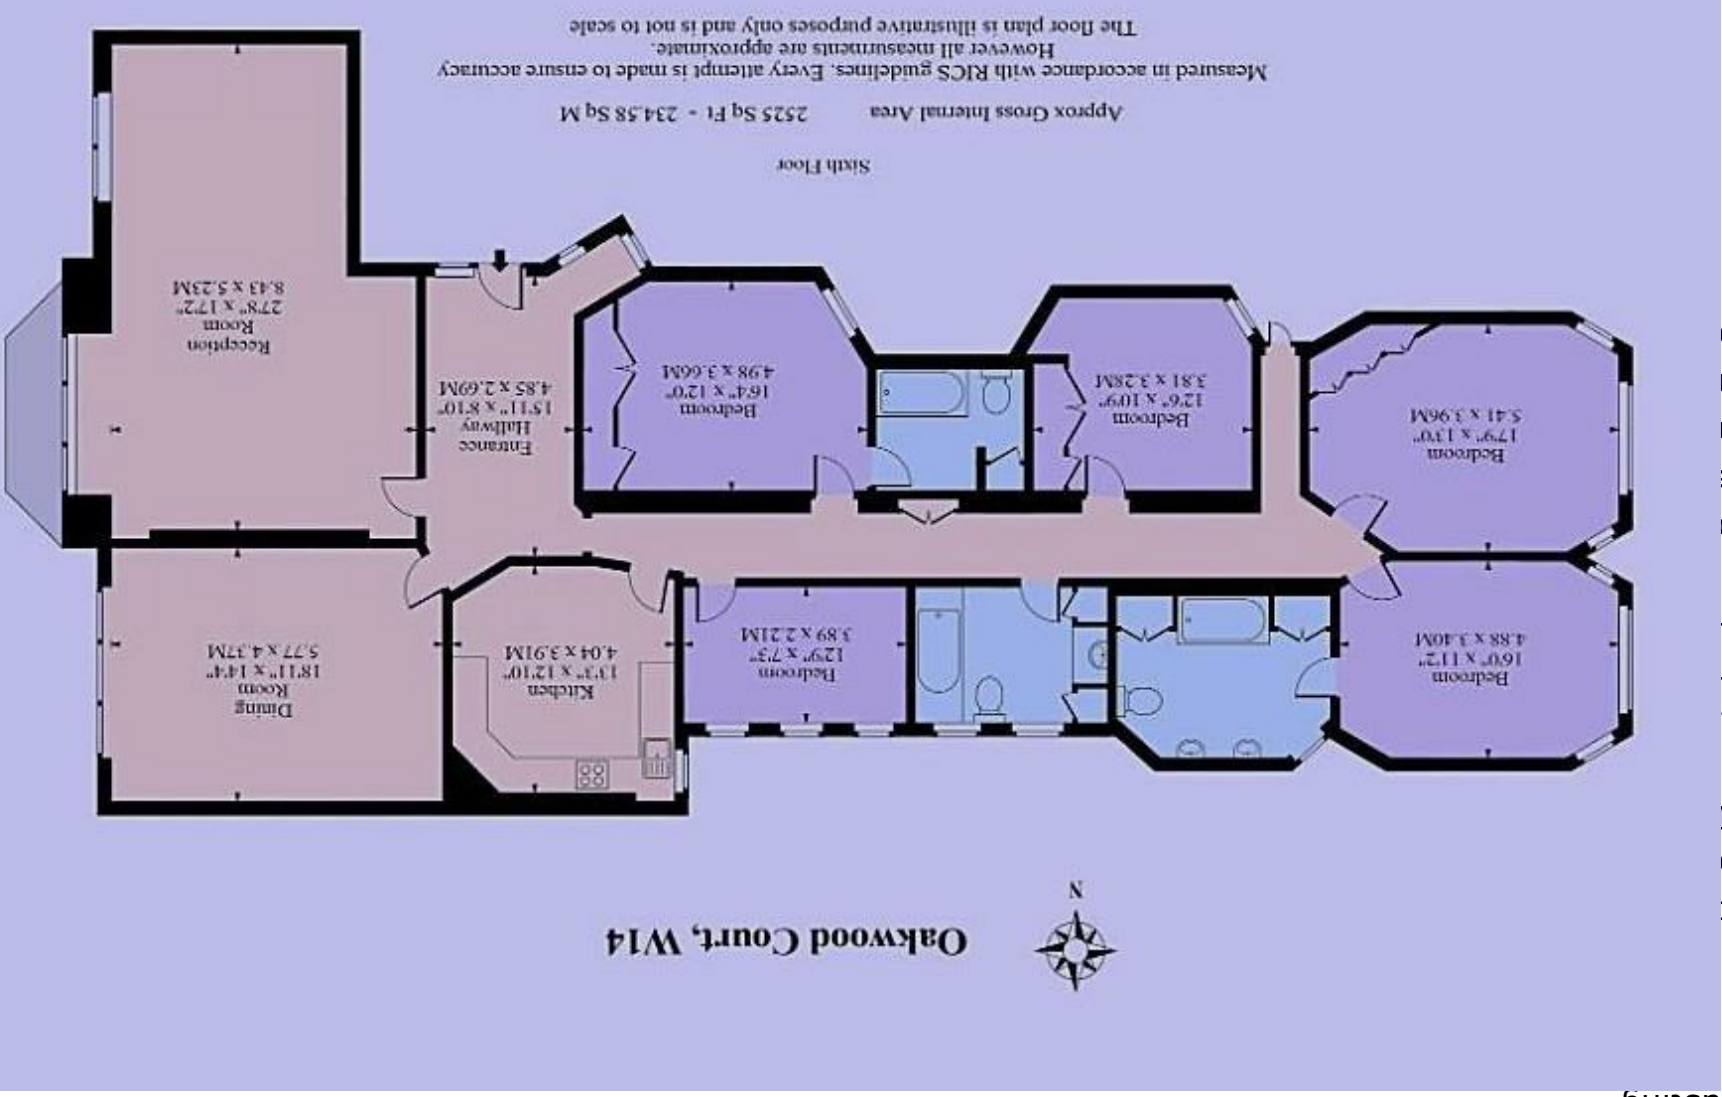 Oakwood Court, W14
N
Bedroom
16'0" x 11'2"
4.88 x 3.40M
Bedroom
12'9" x 7'3"
3.89 x 2.21M
Kitchen
13'3" x 12'10"
4.04 x 3.91M
Dining
Room
18'11" x 14'4"
5.77 x 4.37M
Bedroom
17'9" x 13'0"
5.41 x 3.96M
Bedroom
12'6" x 10'9"
3.81 x 3.28M
Bedroom
16'4" x 12'0"
4.98 x 3.66M
Entrance
Hallway
15'11" x 8'10"
4.85 x 2.69M
Reception
Room
27'8" x 17'2"
8.43 x 5.23M
Sixth Floor
Approx Gross Internal Area 2525 Sq Ft - 234.58 Sq M
Measured in accordance with RICS guidelines. Every attempt is made to ensure accuracy
However all measurments are approximate.
The floor plan is illustrative purposes only and is not to scale